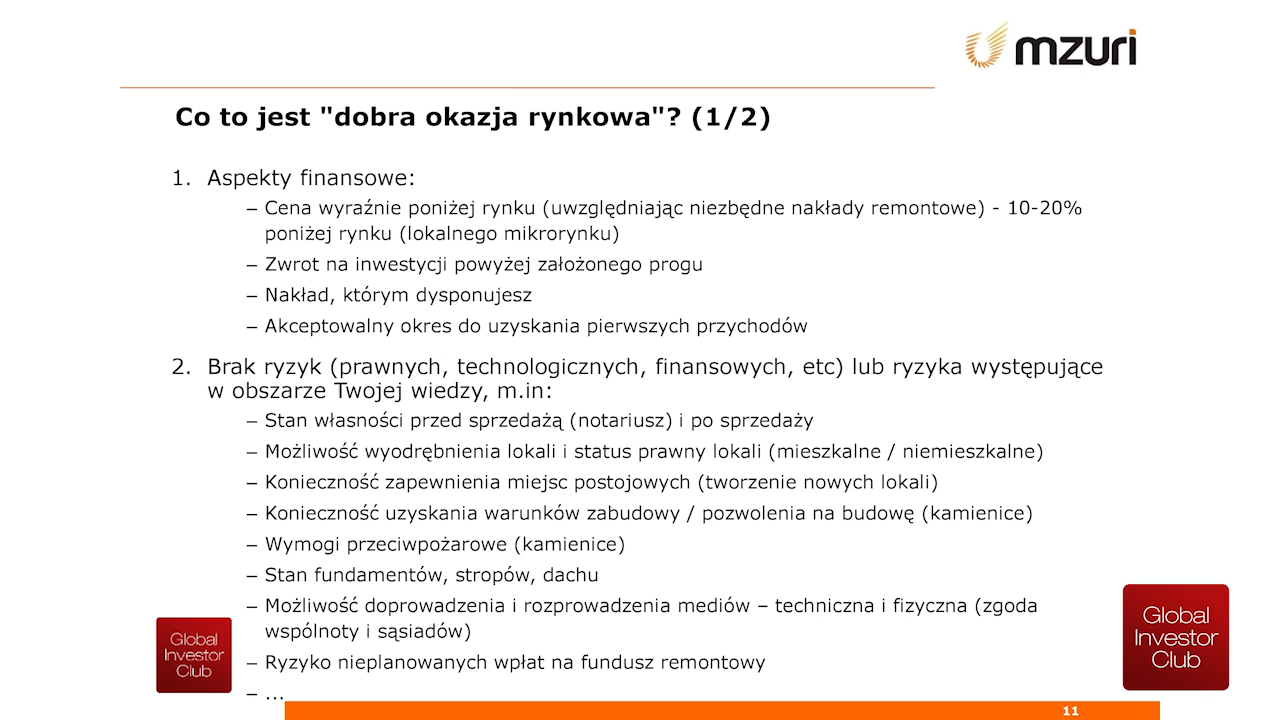 mzuri
Co to jest "dobra okazja rynkowa"? (1/2)
1. Aspekty finansowe:
– Cena wyraźnie poniżej rynku (uwzględniając niezbędne nakłady remontowe) - 10-20%
poniżej rynku (lokalnego mikrorynku)
– Zwrot na inwestycji powyżej założonego progu
– Nakład, którym dysponujesz
– Akceptowalny okres do uzyskania pierwszych przychodów
2. Brak ryzyk (prawnych, technologicznych, finansowych, etc) lub ryzyka występujące
w obszarze Twojej wiedzy, m.in:
– Stan własności przed sprzedażą (notariusz) i po sprzedaży
– Możliwość wyodrębnienia lokali i status prawny lokali (mieszkalne / niemieszkalne)
– Konieczność zapewnienia miejsc postojowych (tworzenie nowych lokali)
– Konieczność uzyskania warunków zabudowy / pozwolenia na budowę (kamienice)
– Wymogi przeciwpożarowe (kamienice)
– Stan fundamentów, stropów, dachu
– Możliwość doprowadzenia i rozprowadzenia mediów – techniczna i fizyczna (zgoda
wspólnoty i sąsiadów)
– Ryzyko nieplanowanych wpłat na fundusz remontowy
– ...
Global
Investor
Club
Global
Investor
Club
11